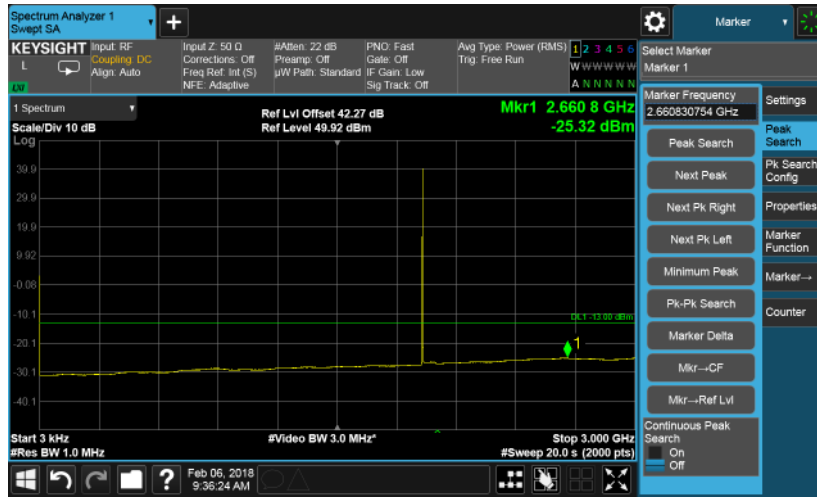 Spectrum Analyzer 1
Swept SA
Marker
KEYSIGHT
L
LXI
Input: RF
Coupling: DC
Align: Auto
Input Z: 50 Ω
Corrections: Off
Freq Ref: Int (S)
NFE: Adaptive
#Atten: 22 dB
Preamp: Off
µW Path: Standard
PNO: Fast
Gate: Off
IF Gain: Low
Sig Track: Off
Avg Type: Power (RMS)
Trig: Free Run
1 2 3 4 5 6
W W W W W W
A N N N N N
Select Marker
Marker 1
1 Spectrum
Scale/Div 10 dB
Log
Ref Lvl Offset 42.27 dB
Ref Level 49.92 dBm
Mkr1 2.660 8 GHz
-25.32 dBm
39.9
29.9
19.9
9.92
-0.08
-10.1
-20.1
-30.1
-40.1
DL1 -13.00 dBm
1
Start 3 kHz
#Res BW 1.0 MHz
#Video BW 3.0 MHz*
Stop 3.000 GHz
#Sweep 20.0 s (2000 pts)
Marker Frequency
2.660830754 GHz
Peak Search
Next Peak
Next Pk Right
Next Pk Left
Minimum Peak
Pk-Pk Search
Marker Delta
Mkr→CF
Mkr→Ref Lvl
Continuous Peak
Search
On
Off
Settings
Peak
Search
Pk Search
Config
Properties
Marker
Function
Marker→
Counter
?
Feb 06, 2018
9:36:24 AM